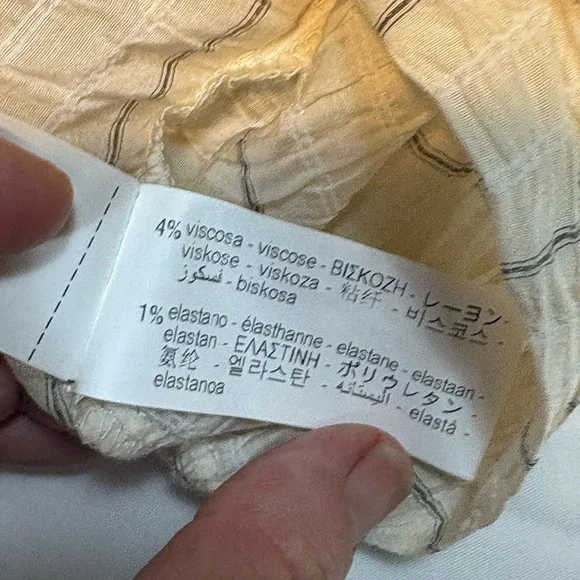 4% viscosa - viscose - ΒΙΣΚΟΖΗ - レーヨン -
viskose - viskoza - 粘纤 - 비스코스 -
فسكوز - biskosa
1% elastano - élasthanne - elastane - elastaan -
elastan - ΕΛΑΣΤΙΝΗ - ポリウレタン -
氨纶 - 엘라스탄 - اليستانه - elastà -
elastanoa